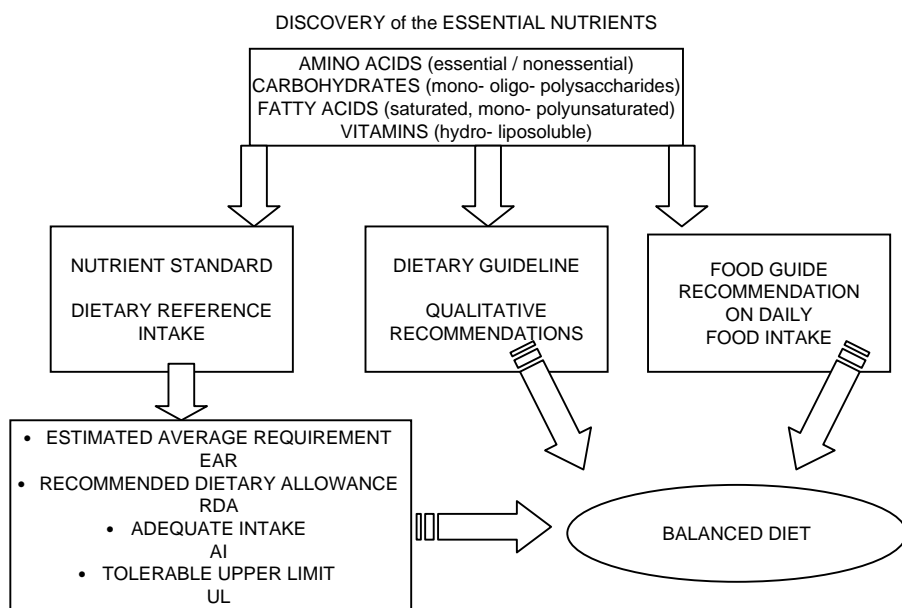 DISCOVERY of the ESSENTIAL NUTRIENTS
AMINO ACIDS (essential / nonessential)
CARBOHYDRATES (mono- oligo- polysaccharides)
FATTY ACIDS (saturated, mono- polyunsaturated)
VITAMINS (hydro- liposoluble)
NUTRIENT STANDARD
DIETARY REFERENCE
INTAKE
DIETARY GUIDELINE
QUALITATIVE
RECOMMENDATIONS
FOOD GUIDE
RECOMMENDATION
ON DAILY
FOOD INTAKE
• ESTIMATED AVERAGE REQUIREMENT
EAR
• RECOMMENDED DIETARY ALLOWANCE
RDA
• ADEQUATE INTAKE
AI
• TOLERABLE UPPER LIMIT
UL
BALANCED DIET